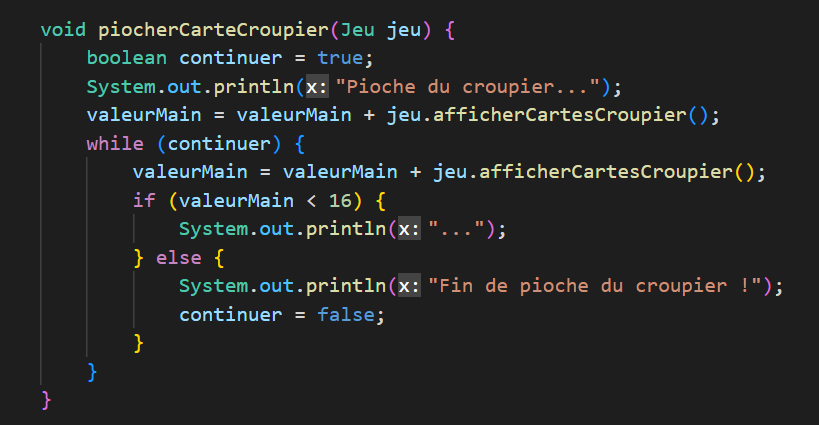 void piocherCarteCroupier(Jeu jeu) {
    boolean continuer = true;
    System.out.println(x: "Pioche du croupier...");
    valeurMain = valeurMain + jeu.afficherCartesCroupier();
    while (continuer) {
        valeurMain = valeurMain + jeu.afficherCartesCroupier();
        if (valeurMain < 16) {
            System.out.println(x: "...");
        } else {
            System.out.println(x: "Fin de pioche du croupier !");
            continuer = false;
        }
    }
}